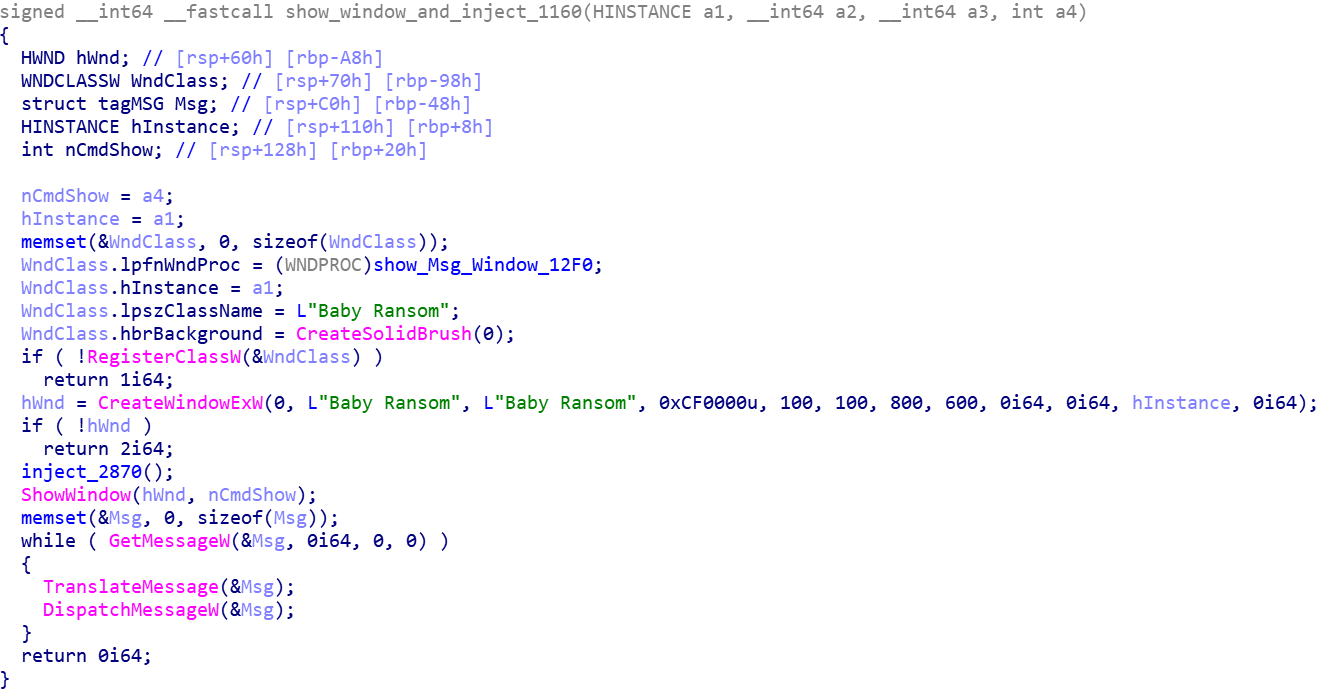 signed __int64 __fastcall show_window_and_inject_1160(HINSTANCE a1, __int64 a2, __int64 a3, int a4)
{
  HWND hWnd; // [rsp+60h] [rbp-A8h]
  WNDCLASSW WndClass; // [rsp+70h] [rbp-98h]
  struct tagMSG Msg; // [rsp+C0h] [rbp-48h]
  HINSTANCE hInstance; // [rsp+110h] [rbp+8h]
  int nCmdShow; // [rsp+128h] [rbp+20h]

  nCmdShow = a4;
  hInstance = a1;
  memset(&WndClass, 0, sizeof(WndClass));
  WndClass.lpfnWndProc = (WNDPROC)show_Msg_Window_12F0;
  WndClass.hInstance = a1;
  WndClass.lpszClassName = L"Baby Ransom";
  WndClass.hbrBackground = CreateSolidBrush(0);
  if ( !RegisterClassW(&WndClass) )
    return 1i64;
  hWnd = CreateWindowExW(0, L"Baby Ransom", L"Baby Ransom", 0xCF0000u, 100, 100, 800, 600, 0i64, 0i64, hInstance, 0i64);
  if ( !hWnd )
    return 2i64;
  inject_2870();
  ShowWindow(hWnd, nCmdShow);
  memset(&Msg, 0, sizeof(Msg));
  while ( GetMessageW(&Msg, 0i64, 0, 0) )
  {
    TranslateMessage(&Msg);
    DispatchMessageW(&Msg);
  }
  return 0i64;
}